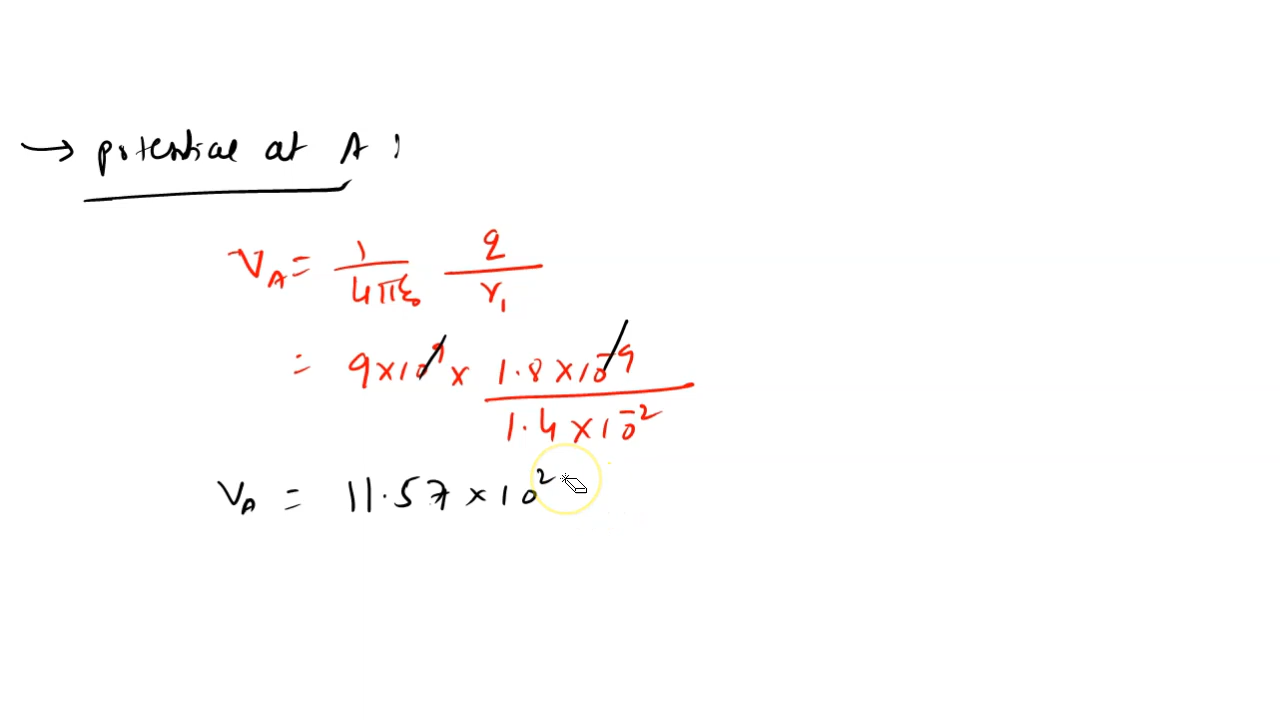 → potential at A :
V_A = 1/(4πε₀) q/r₁
= 9×10⁹ × (1.8×10⁻⁹)/(1.4×10⁻²)
V_A = 11.57×10²